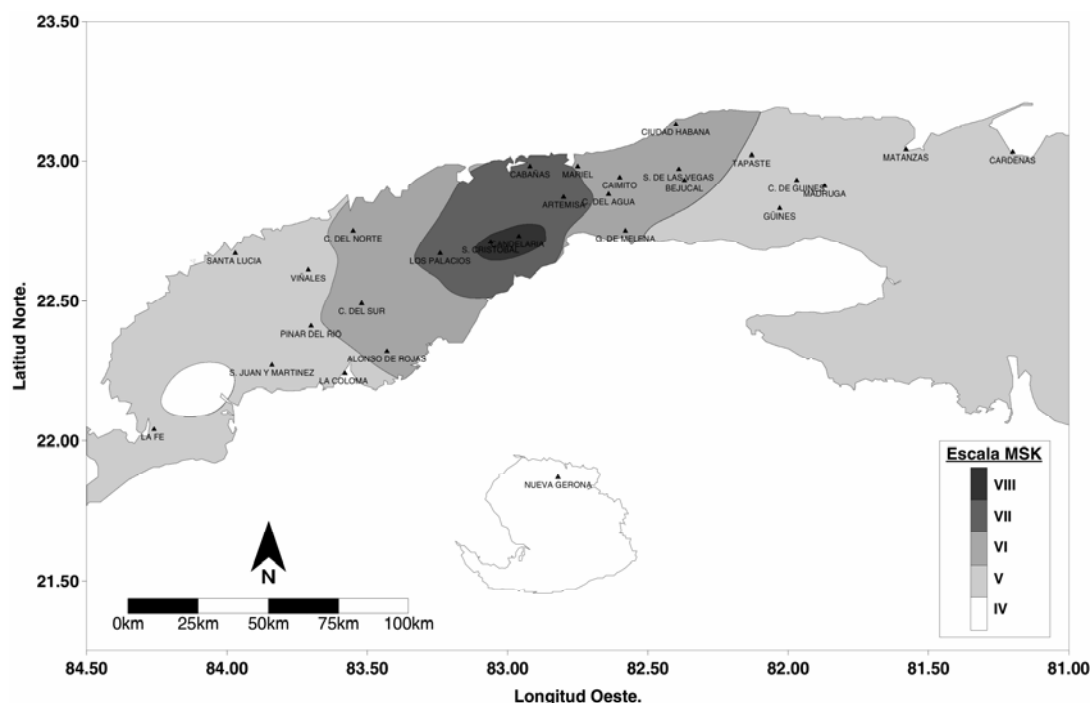 23.50
23.00
22.50
22.00
21.50
Latitud Norte.
CIUDAD HABANA
TAPASTE
MATANZAS
CARDENAS
CABAÑAS
MARIEL
CAIMITO
S. DE LAS VEGAS
BEJUCAL
C. DE GUINES
MADRUGA
ARTEMISA
C. DEL AGUA
GÜINES
C. DEL NORTE
G. DE MELENA
CANDELARIA
S. CRISTOBAL
LOS PALACIOS
SANTA LUCIA
VIÑALES
C. DEL SUR
PINAR DEL RIÓ
ALONSO DE ROJAS
S. JUAN Y MARTINEZ
LA COLOMA
LA FE
NUEVA GERONA
Escala MSK
VIII
VII
VI
V
IV
N
0km 25km 50km 75km 100km
84.50 84.00 83.50 83.00 82.50 82.00 81.50 81.00
Longitud Oeste.